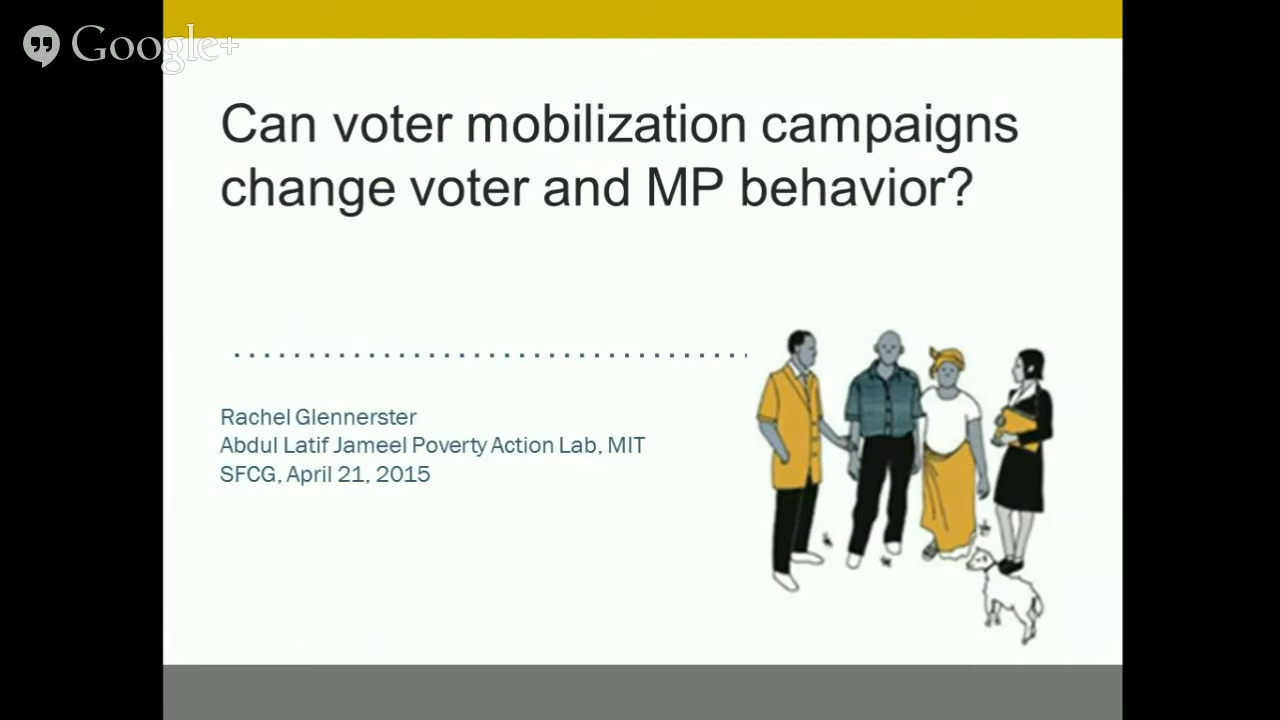 Google+
Can voter mobilization campaigns
change voter and MP behavior?
Rachel Glennerster
Abdul Latif Jameel Poverty Action Lab, MIT
SFCG, April 21, 2015